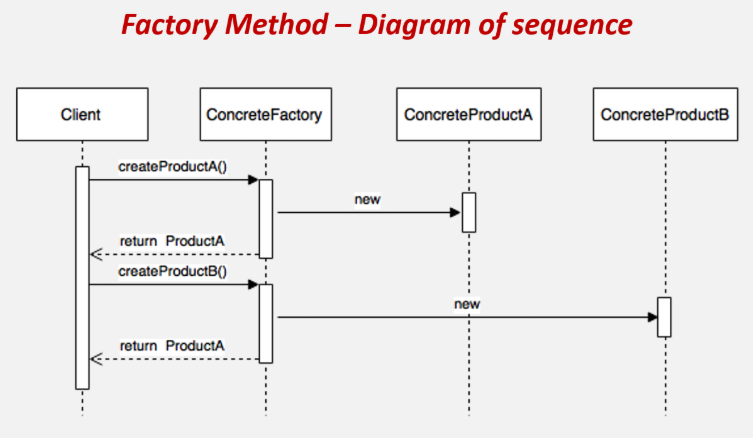 Factory Method – Diagram of sequence
Client
ConcreteFactory
ConcreteProductA
ConcreteProductB
createProductA()
new
return ProductA
createProductB()
new
return ProductA